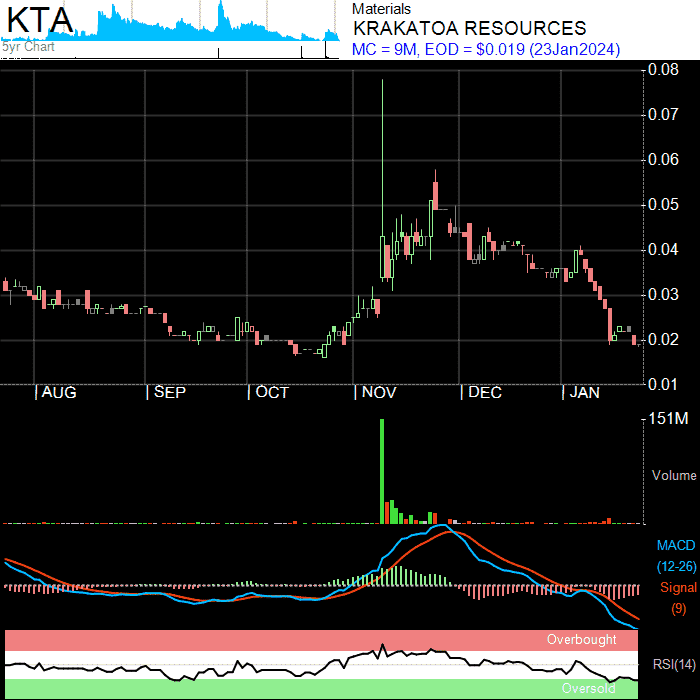 KTA
5yr Chart
Materials
KRAKATOA RESOURCES
MC = 9M, EOD = $0.019 (23Jan2024)
0.08
0.07
0.06
0.05
0.04
0.03
0.02
0.01
AUG SEP OCT NOV DEC JAN
151M
Volume
MACD
(12-26)
Signal
(9)
Overbought
RSI(14)
Oversold